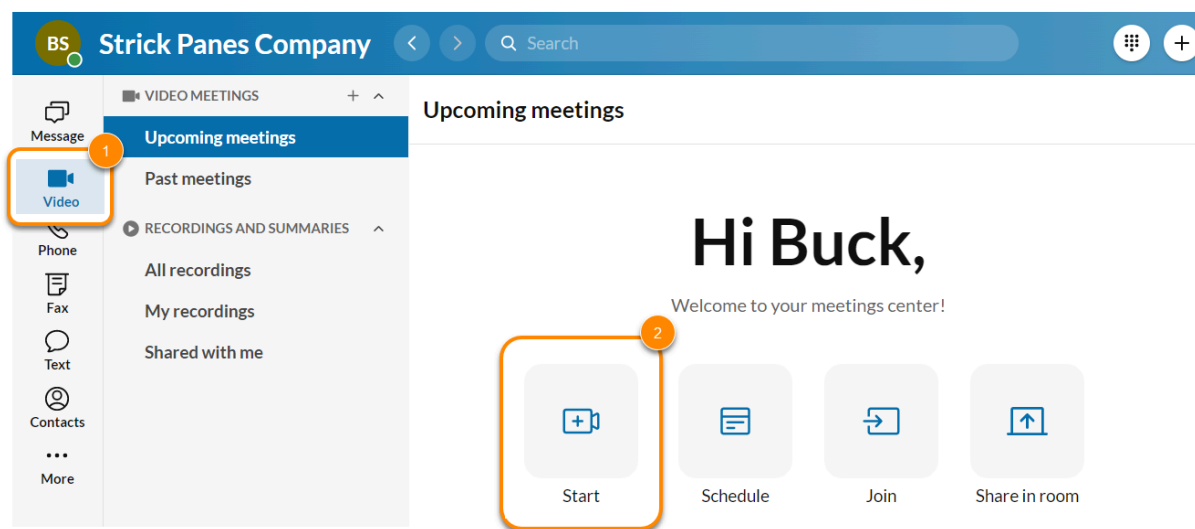 BS
Strick Panes Company
Search
Message
1
Video
Phone
Fax
Text
Contacts
More
VIDEO MEETINGS
Upcoming meetings
Past meetings
RECORDINGS AND SUMMARIES
All recordings
My recordings
Shared with me
Upcoming meetings
Hi Buck,
Welcome to your meetings center!
2
Start
Schedule
Join
Share in room